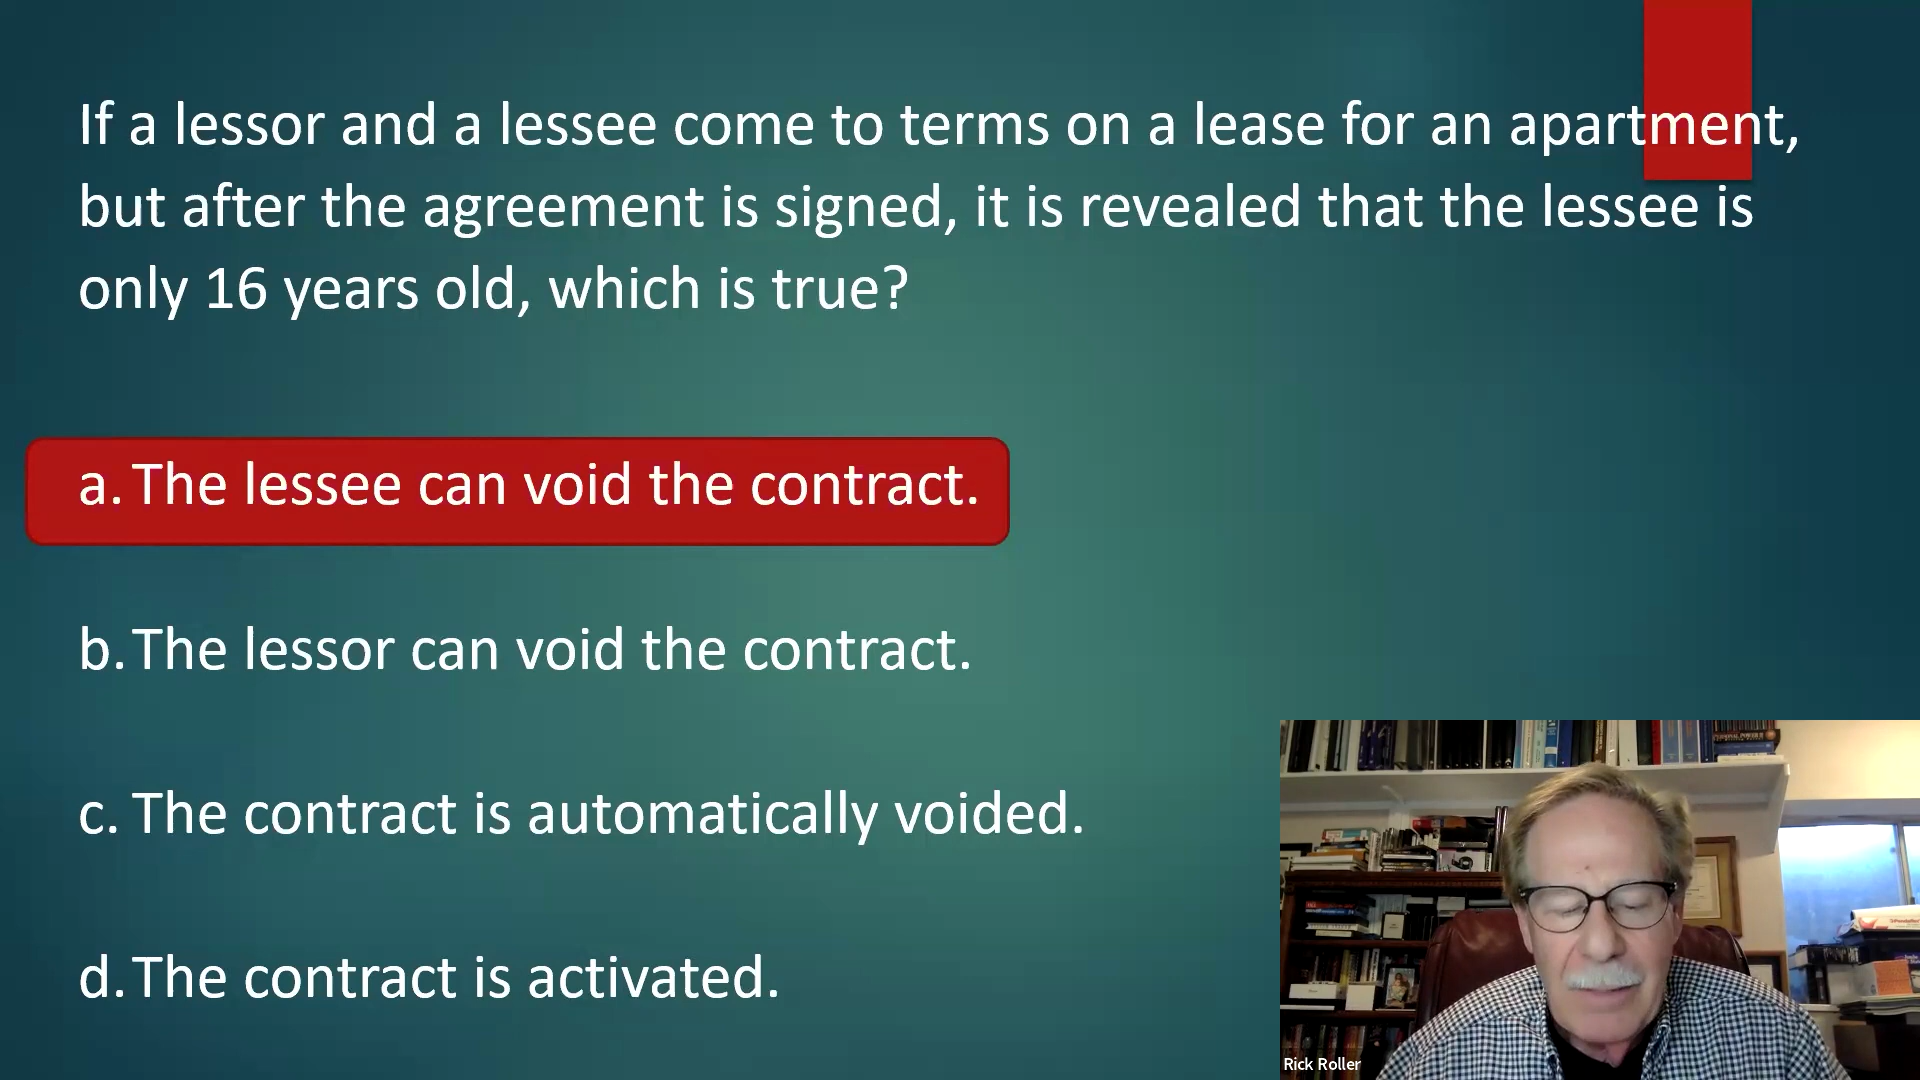 If a lessor and a lessee come to terms on a lease for an apartment,
but after the agreement is signed, it is revealed that the lessee is
only 16 years old, which is true?
a. The lessee can void the contract.
b. The lessor can void the contract.
c. The contract is automatically voided.
d. The contract is activated.
Rick Roller